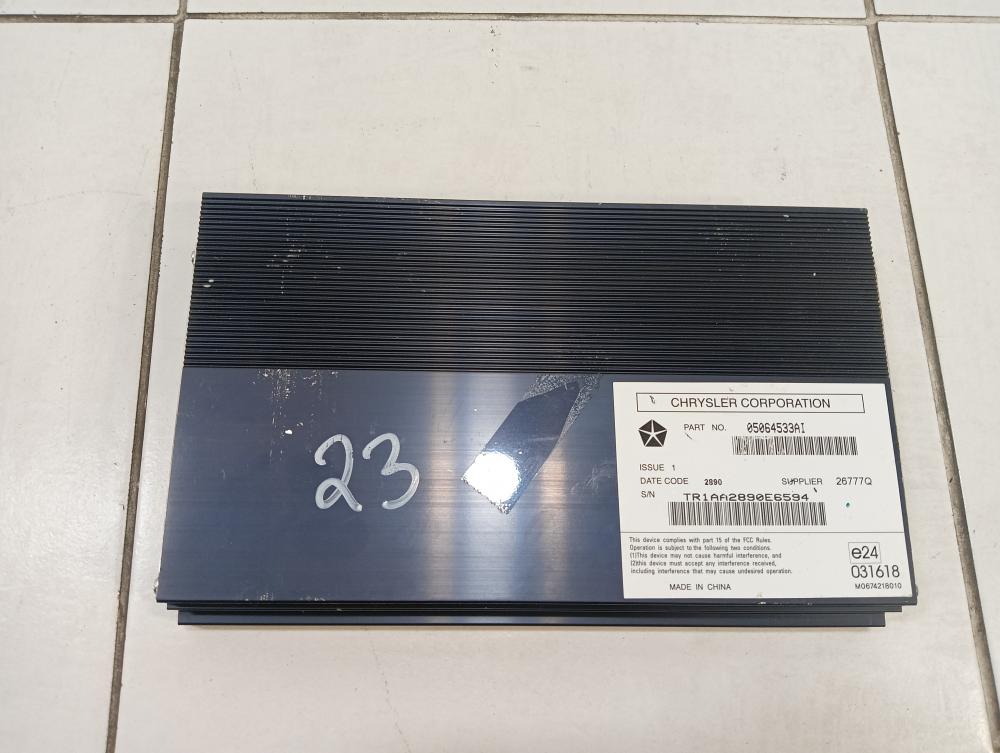 CHRYSLER CORPORATION
PART NO. 05064533AI
ISSUE 1
DATE CODE 2890 SUPPLIER 26777Q
S/N TR1AA2890E6594
This device complies with part 15 of the FCC Rules.
Operation is subject to the following two conditions.
(1)This device may not cause harmful interference, and
(2)this device must accept any interference received,
including interference that may cause undesired operation.
e24
031618
MADE IN CHINA
M0674218010
23